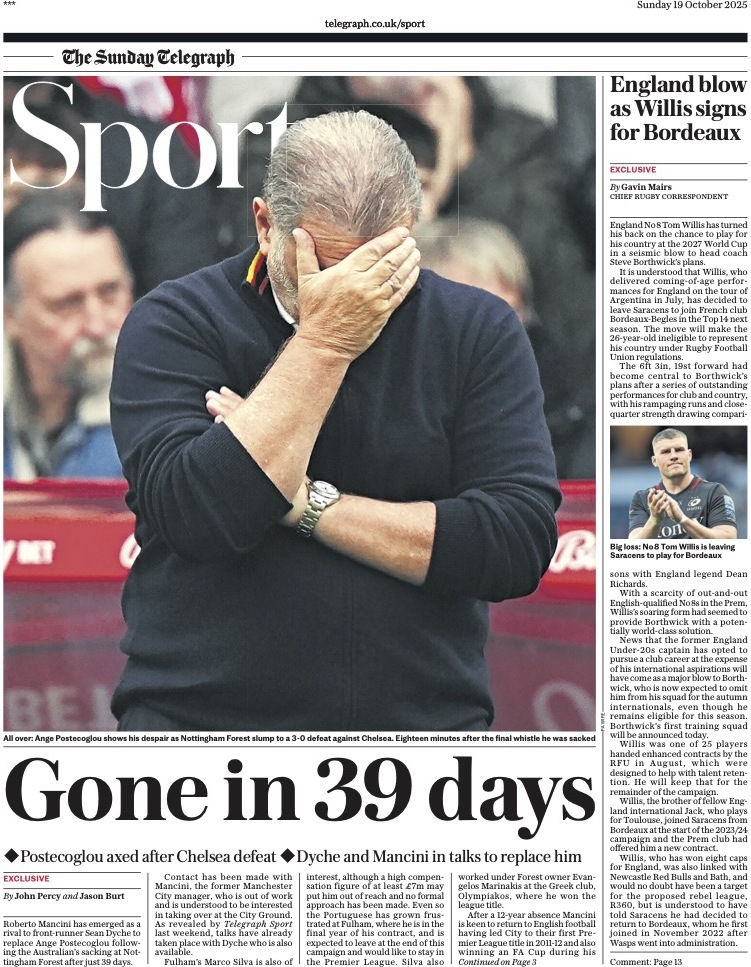 ***
Sunday 19 October 2025
telegraph.co.uk/sport
The Sunday Telegraph
Sport
BET
All over: Ange Postecoglou shows his despair as Nottingham Forest slump to a 3-0 defeat against Chelsea. Eighteen minutes after the final whistle he was sacked
Gone in 39 days
◆Postecoglou axed after Chelsea defeat ◆Dyche and Mancini in talks to replace him
EXCLUSIVE
By John Percy and Jason Burt
Roberto Mancini has emerged as a
rival to front-runner Sean Dyche to
replace Ange Postecoglou follow-
ing the Australian's sacking at Not-
tingham Forest after just 39 days.
Contact has been made with
Mancini, the former Manchester
City manager, who is out of work
and is understood to be interested
in taking over at the City Ground.
As revealed by Telegraph Sport
last weekend, talks have already
taken place with Dyche who is also
available.
Fulham's Marco Silva is also of
interest, although a high compen-
sation figure of at least £7m may
put him out of reach and no formal
approach has been made. Even so
the Portuguese has grown frus-
trated at Fulham, where he is in the
final year of his contract, and is
expected to leave at the end of this
campaign and would like to stay in
the Premier League. Silva also
worked under Forest owner Evan-
gelos Marinakis at the Greek club,
Olympiakos, where he won the
league title.
After a 12-year absence Mancini
is keen to return to English football
having led City to their first Pre-
mier League title in 2011-12 and also
winning an FA Cup during his
Continued on Page 3
England blow
as Willis signs
for Bordeaux
EXCLUSIVE
By Gavin Mairs
CHIEF RUGBY CORRESPONDENT
England No 8 Tom Willis has turned
his back on the chance to play for
his country at the 2027 World Cup
in a seismic blow to head coach
Steve Borthwick's plans.
It is understood that Willis, who
delivered coming-of-age perfor-
mances for England on the tour of
Argentina in July, has decided to
leave Saracens to join French club
Bordeaux-Begles in the Top 14 next
season. The move will make the
26-year-old ineligible to represent
his country under Rugby Football
Union regulations.
The 6ft 3in, 19st forward had
become central to Borthwick's
plans after a series of outstanding
performances for club and country,
with his rampaging runs and close-
quarter strength drawing compari-
Big loss: No 8 Tom Willis is leaving
Saracens to play for Bordeaux
sons with England legend Dean
Richards.
With a scarcity of out-and-out
English-qualified No 8s in the Prem,
Willis's soaring form had seemed to
provide Borthwick with a poten-
tially world-class solution.
News that the former England
Under-20s captain has opted to
pursue a club career at the expense
of his international aspirations will
have come as a major blow to Borth-
wick, who is now expected to omit
him from his squad for the autumn
internationals, even though he
remains eligible for this season.
Borthwick's first training squad
will be announced today.
Willis was one of 25 players
handed enhanced contracts by the
RFU in August, which were
designed to help with talent reten-
tion. He will keep that for the
remainder of the campaign.
Willis, the brother of fellow Eng-
land international Jack, who plays
for Toulouse, joined Saracens from
Bordeaux at the start of the 2023/24
campaign and the Prem club had
offered him a new contract.
Willis, who has won eight caps
for England, was also linked with
Newcastle Red Bulls and Bath, and
would no doubt have been a target
for the proposed rebel league,
R360, but is understood to have
told Saracens he had decided to
return to Bordeaux, whom he first
joined in November 2022 after
Wasps went into administration.
Comment: Page 13